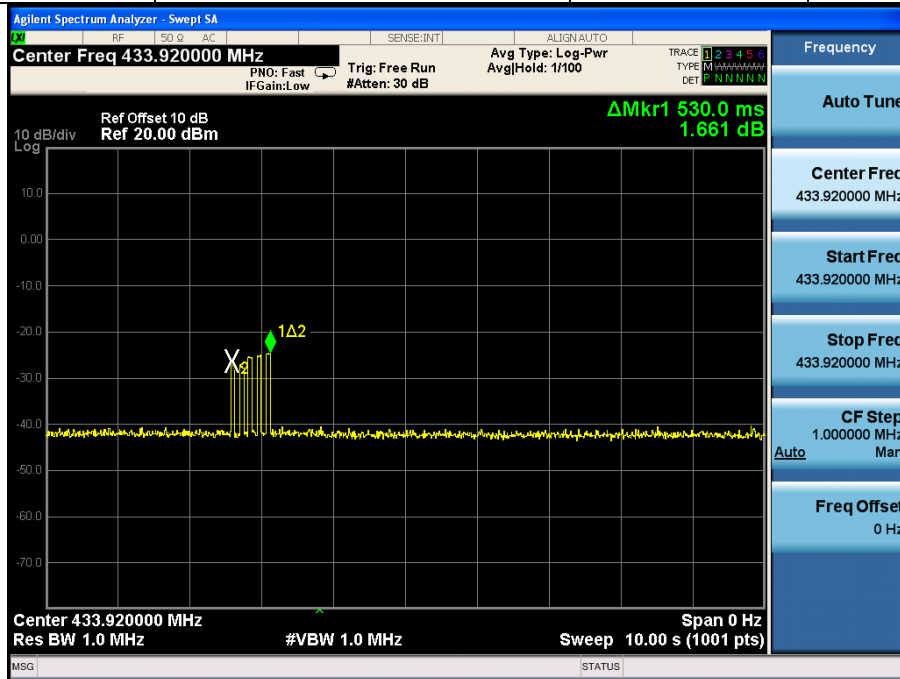 Agilent Spectrum Analyzer - Swept SA
LXI RF 50 Ω AC SENSE:INT ALIGN AUTO
Center Freq 433.920000 MHz
PNO: Fast
IFGain:Low
Trig: Free Run
#Atten: 30 dB
Avg Type: Log-Pwr
Avg|Hold: 1/100
TRACE 1 2 3 4 5 6
TYPE M
DET P N N N N N
Frequency
ΔMkr1 530.0 ms
1.661 dB
Ref Offset 10 dB
10 dB/div Ref 20.00 dBm
Log
10.0
0.00
-10.0
-20.0
-30.0
-40.0
-50.0
-60.0
-70.0
1Δ2
X2
Auto Tune
Center Freq
433.920000 MHz
Start Freq
433.920000 MHz
Stop Freq
433.920000 MHz
CF Step
1.000000 MHz
Auto Man
Freq Offset
0 Hz
Center 433.920000 MHz Span 0 Hz
Res BW 1.0 MHz #VBW 1.0 MHz Sweep 10.00 s (1001 pts)
MSG STATUS